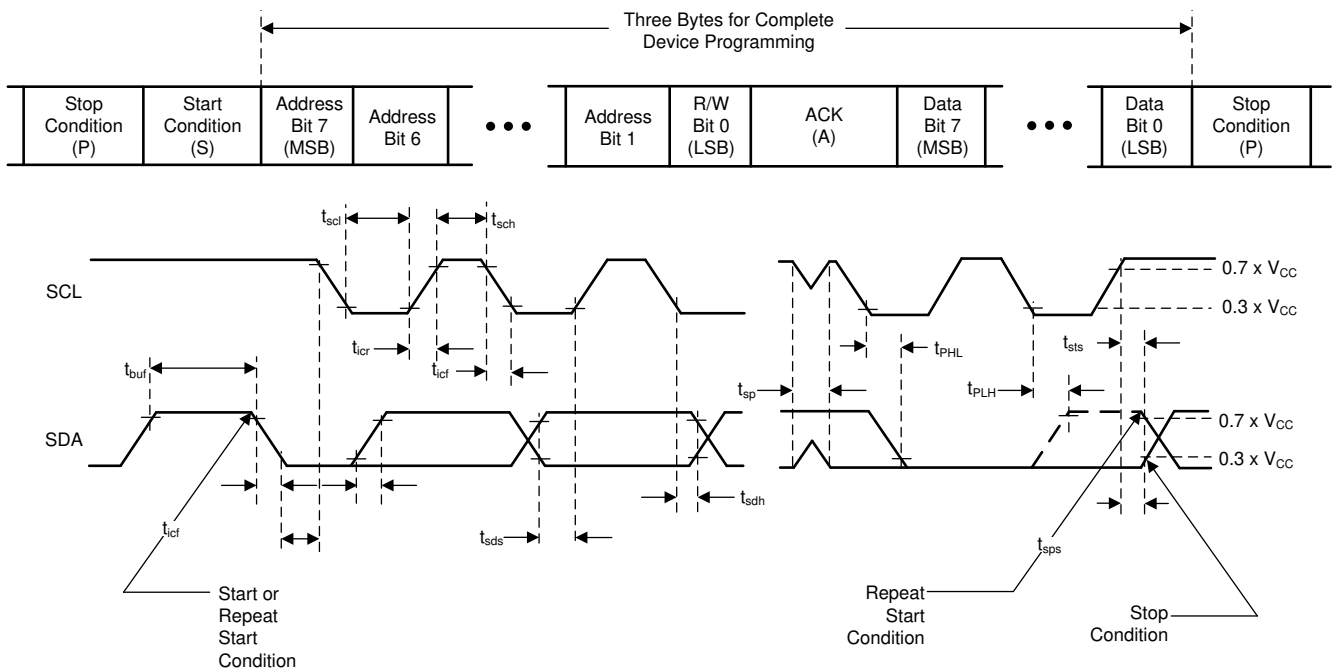 Three Bytes for Complete
Device Programming
Stop
Condition
(P)
Start
Condition
(S)
Address
Bit 7
(MSB)
Address
Bit 6
•••
Address
Bit 1
R/W
Bit 0
(LSB)
ACK
(A)
Data
Bit 7
(MSB)
•••
Data
Bit 0
(LSB)
Stop
Condition
(P)
tscl
tsch
SCL
0.7 x VCC
0.3 x VCC
ticr
ticf
tPHL
tsts
tbuf
tsp
tPLH
SDA
0.7 x VCC
0.3 x VCC
ticf
tsds
tsdh
tsps
Start or
Repeat
Start
Condition
Repeat
Start
Condition
Stop
Condition